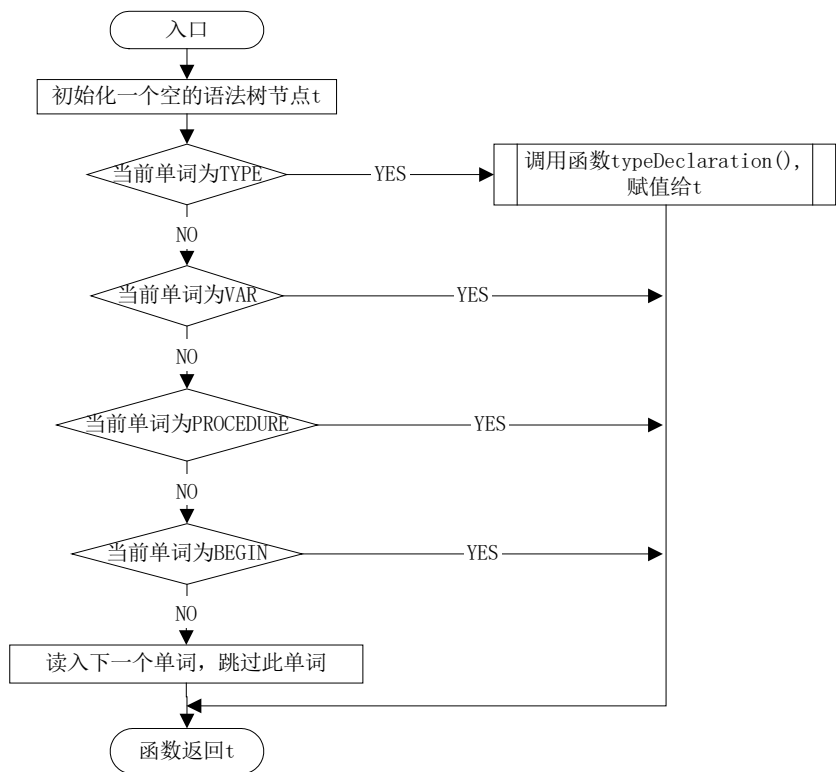 入口
初始化一个空的语法树节点t
当前单词为TYPE
YES
调用函数typeDeclaration(),
赋值给t
NO
当前单词为VAR
YES
NO
当前单词为PROCEDURE
YES
NO
当前单词为BEGIN
YES
NO
读入下一个单词，跳过此单词
函数返回t